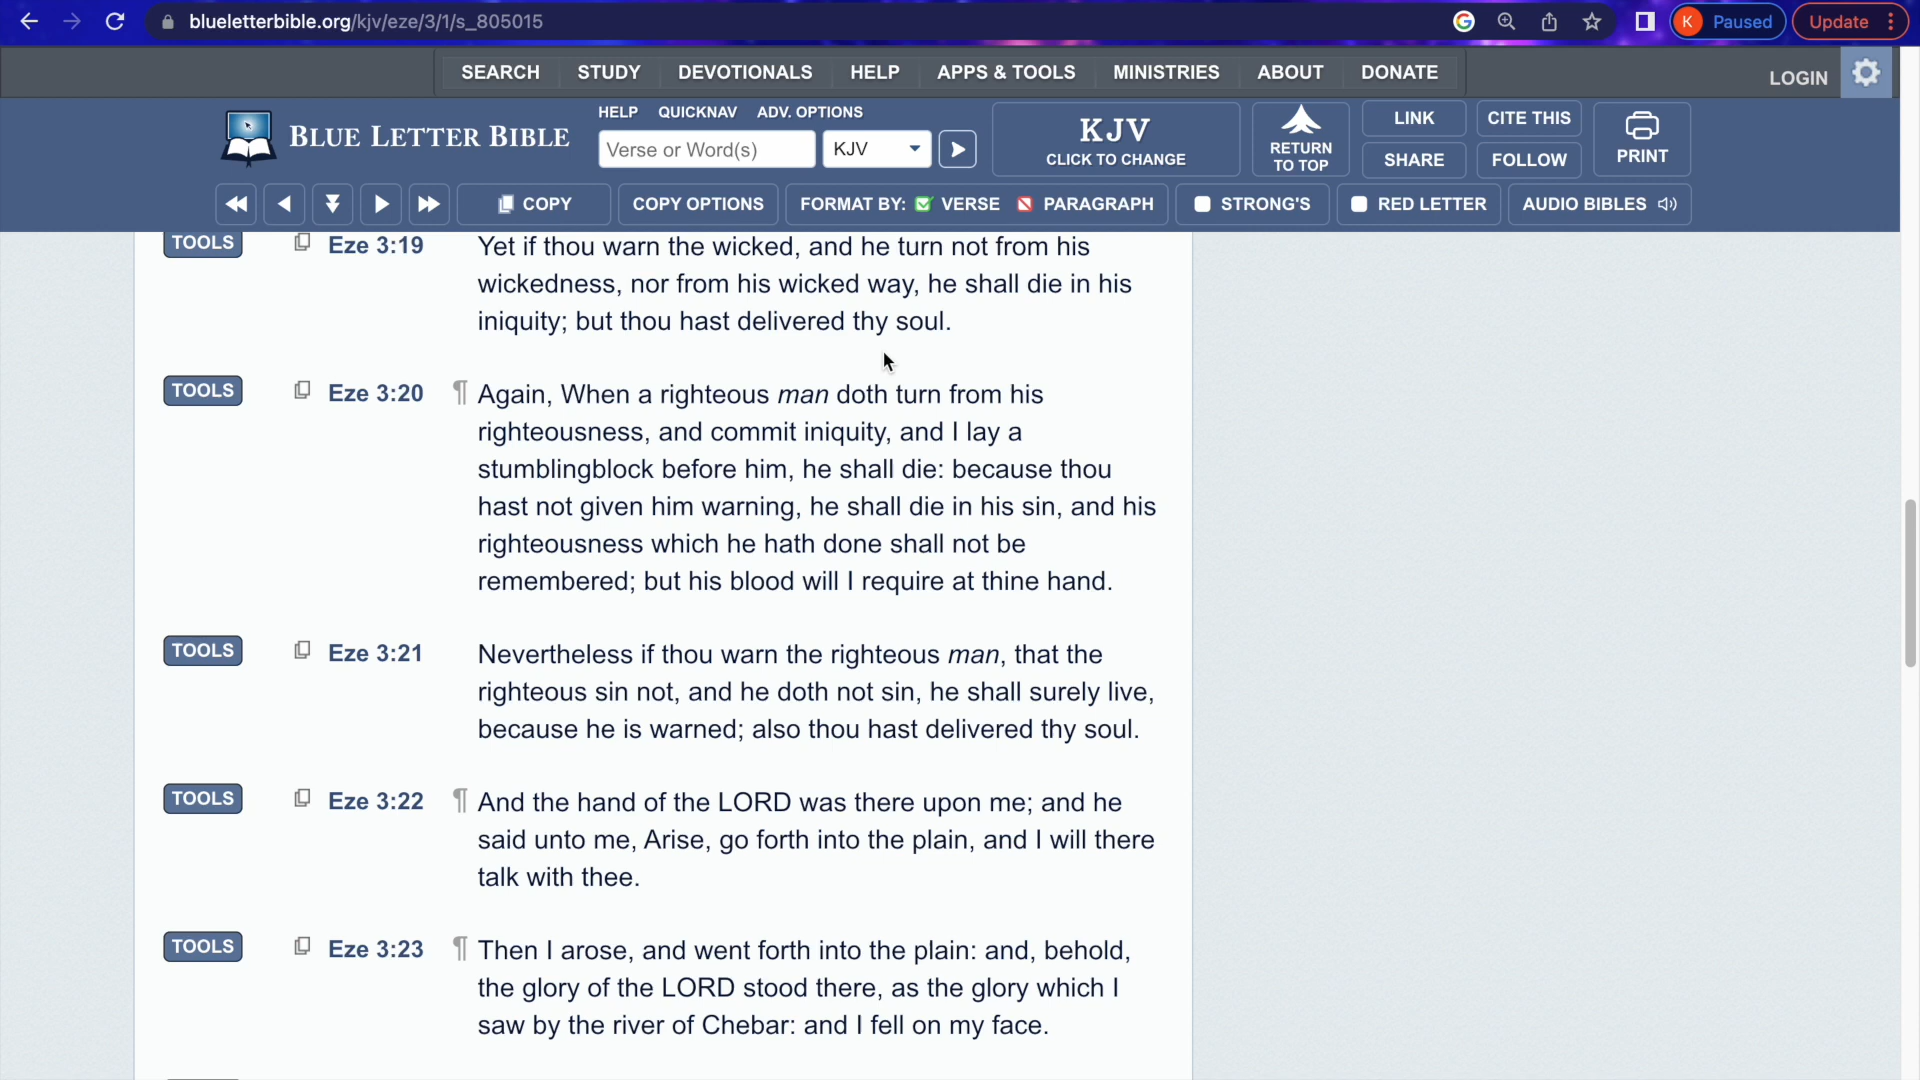 blueletterbible.org/kjv/eze/3/1/s_805015
K Paused
Update
SEARCH STUDY DEVOTIONALS HELP APPS & TOOLS MINISTRIES ABOUT DONATE
LOGIN
BLUE LETTER BIBLE
HELP QUICKNAV ADV. OPTIONS
Verse or Word(s)
KJV
KJV
CLICK TO CHANGE
RETURN
TO TOP
LINK
CITE THIS
SHARE
FOLLOW
PRINT
COPY
COPY OPTIONS
FORMAT BY: VERSE PARAGRAPH
STRONG'S
RED LETTER
AUDIO BIBLES
TOOLS Eze 3:19 Yet if thou warn the wicked, and he turn not from his
wickedness, nor from his wicked way, he shall die in his
iniquity; but thou hast delivered thy soul.
TOOLS Eze 3:20 ¶ Again, When a righteous man doth turn from his
righteousness, and commit iniquity, and I lay a
stumblingblock before him, he shall die: because thou
hast not given him warning, he shall die in his sin, and his
righteousness which he hath done shall not be
remembered; but his blood will I require at thine hand.
TOOLS Eze 3:21 Nevertheless if thou warn the righteous man, that the
righteous sin not, and he doth not sin, he shall surely live,
because he is warned; also thou hast delivered thy soul.
TOOLS Eze 3:22 ¶ And the hand of the LORD was there upon me; and he
said unto me, Arise, go forth into the plain, and I will there
talk with thee.
TOOLS Eze 3:23 ¶ Then I arose, and went forth into the plain: and, behold,
the glory of the LORD stood there, as the glory which I
saw by the river of Chebar: and I fell on my face.